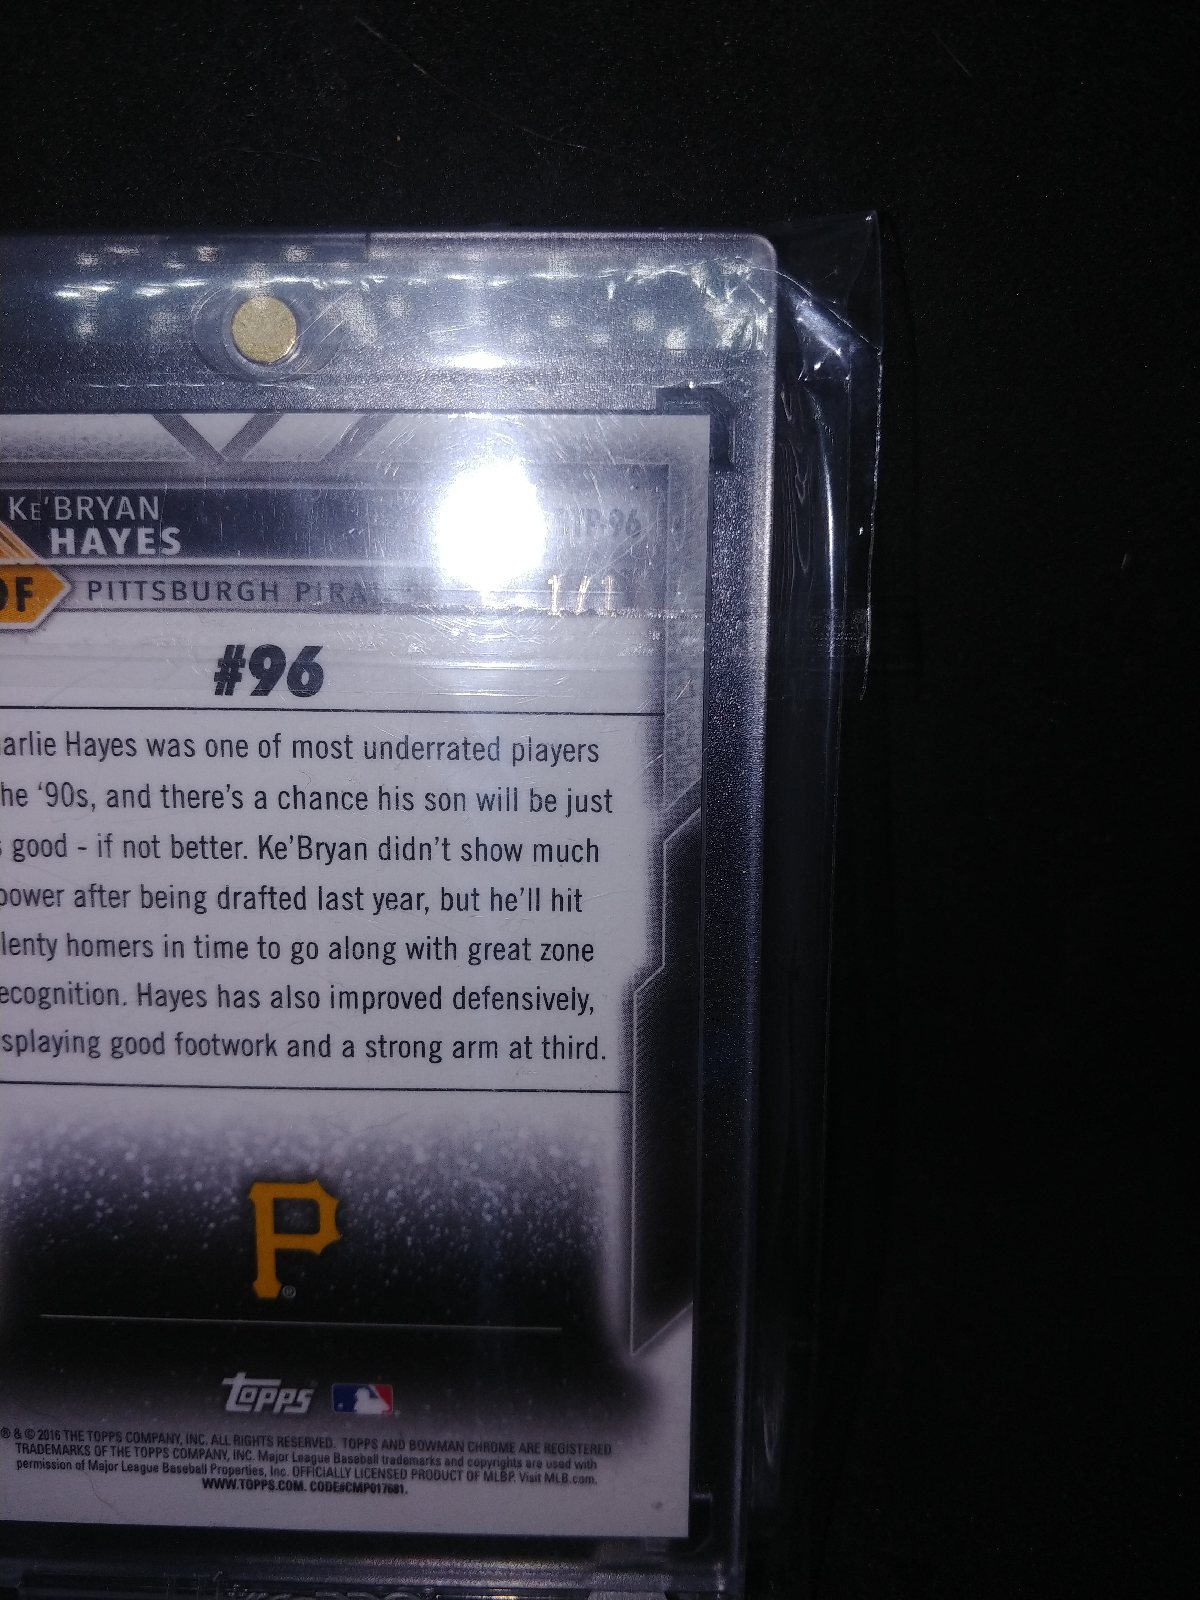 KE'BRYAN
HAYES
OF
PITTSBURGH
1/1
#96
arlie Hayes was one of most underrated players
he '90s, and there's a chance his son will be just
s good - if not better. Ke'Bryan didn't show much
power after being drafted last year, but he'll hit
lenty homers in time to go along with great zone
ecognition. Hayes has also improved defensively,
splaying good footwork and a strong arm at third.
P
®
topps
® & © 2016 THE TOPPS COMPANY, INC. ALL RIGHTS RESERVED. TOPPS AND BOWMAN CHROME ARE REGISTERED
TRADEMARKS OF THE TOPPS COMPANY, INC. Major League Baseball trademarks and copyrights are used with
permission of Major League Baseball Properties, Inc. OFFICIALLY LICENSED PRODUCT OF MLBP. Visit MLB.com.
WWW.TOPPS.COM. CODE#CMP017681.